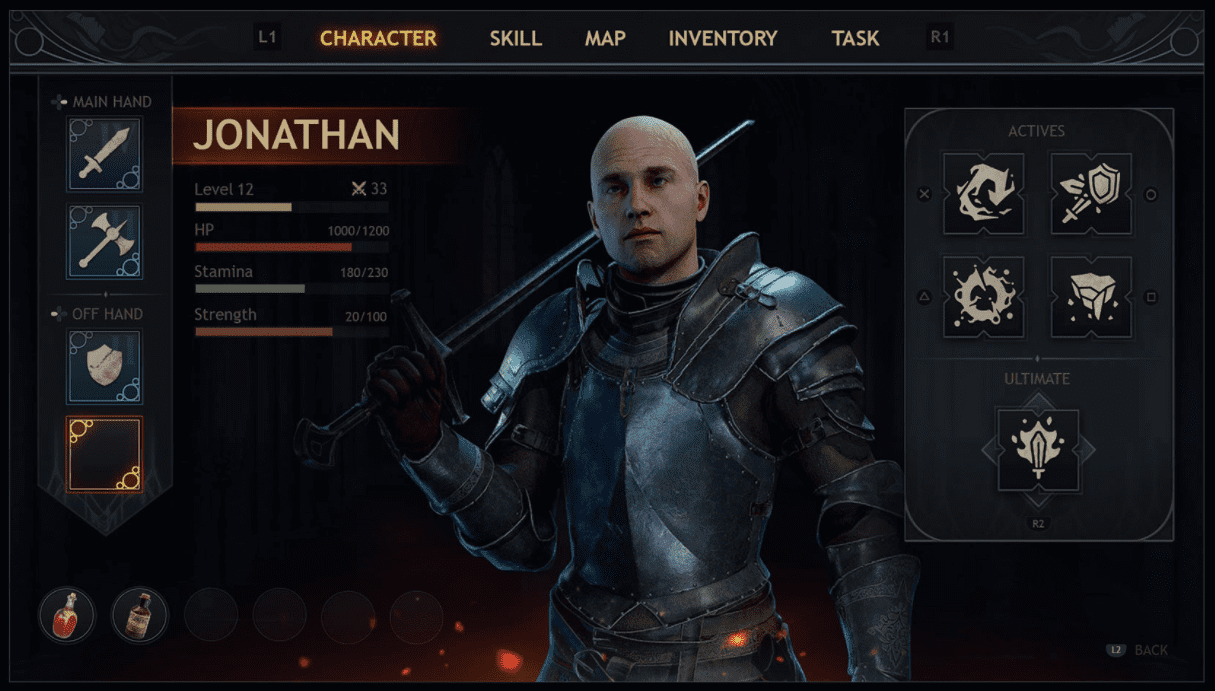 L1 CHARACTER SKILL MAP INVENTORY TASK R1
MAIN HAND
OFF HAND
JONATHAN
Level 12 33
HP 1000/1200
Stamina 180/230
Strength 20/100
ACTIVES
ULTIMATE
R2
L2 BACK